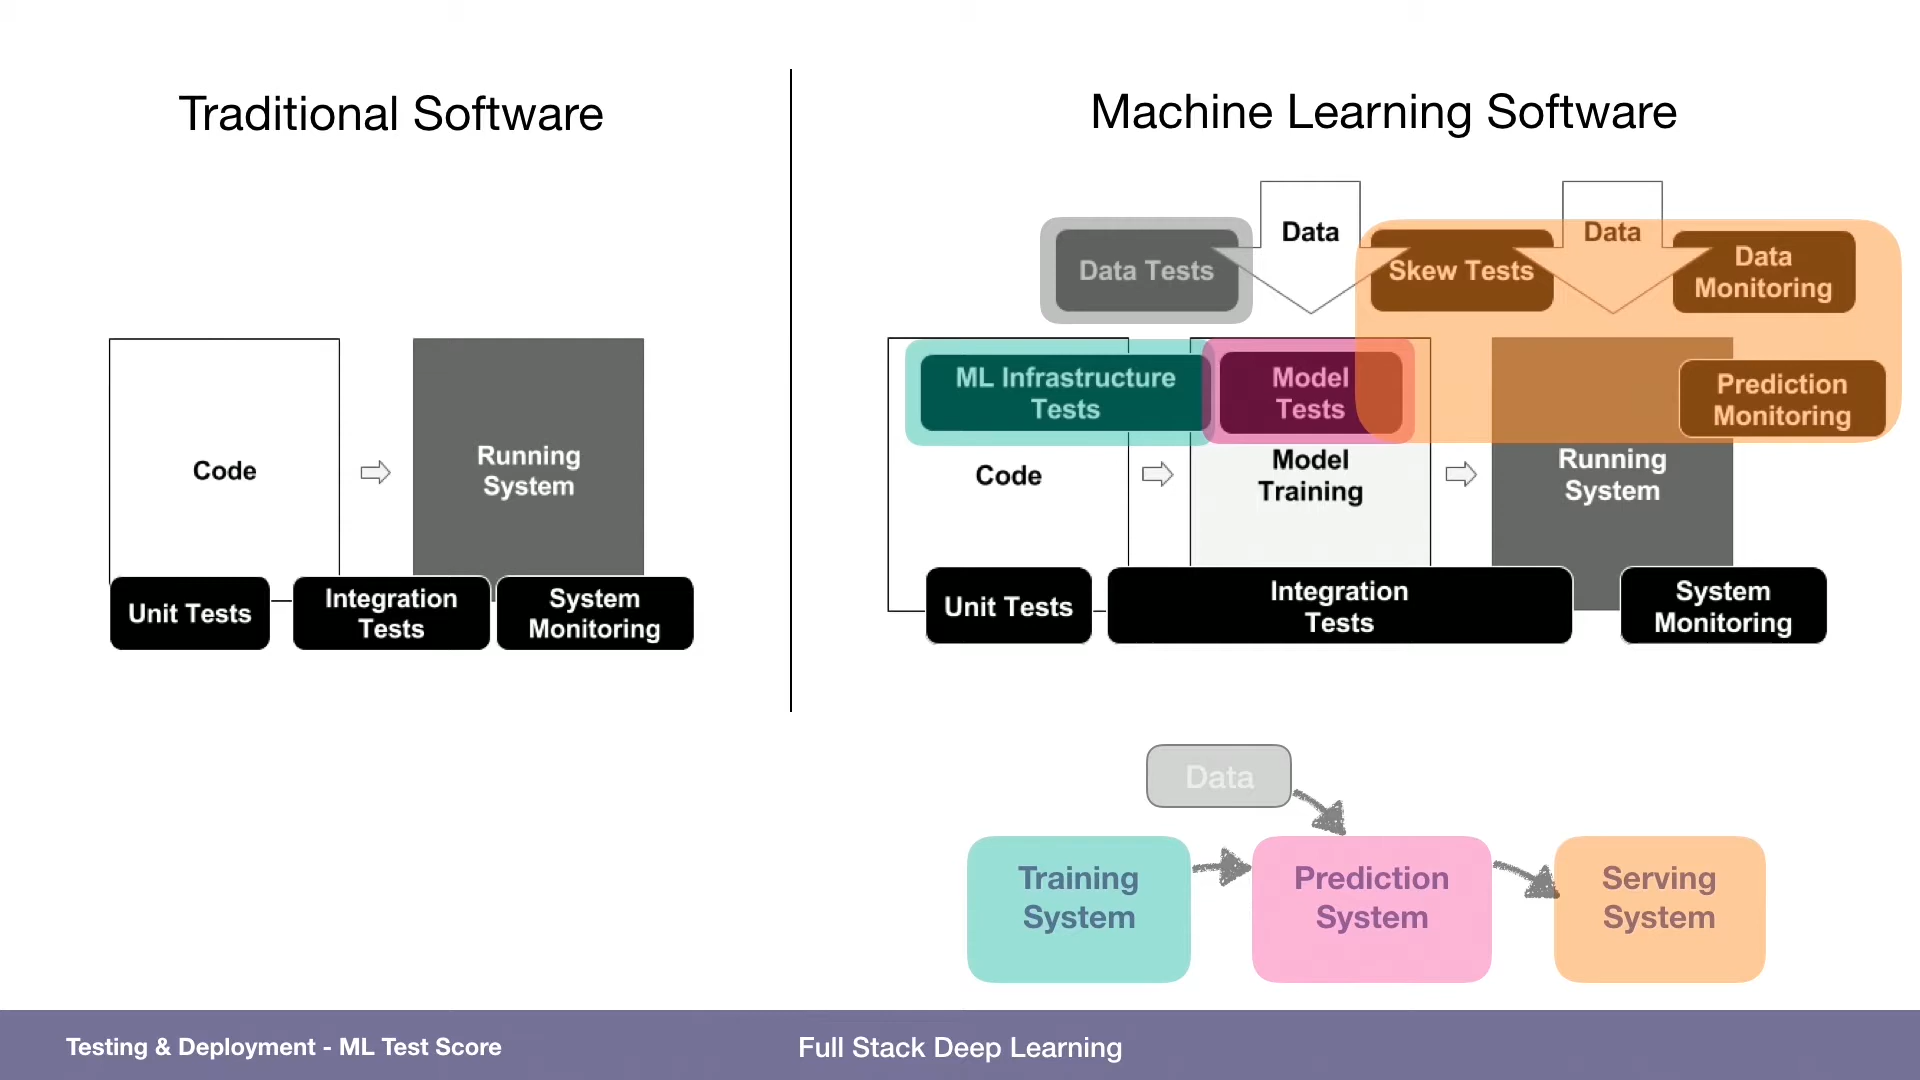 Traditional Software
Code
Running
System
Unit Tests
Integration
Tests
System
Monitoring
Machine Learning Software
Data
Data
Data Tests
Skew Tests
Data
Monitoring
ML Infrastructure
Tests
Model
Tests
Prediction
Monitoring
Code
Model
Training
Running
System
Unit Tests
Integration
Tests
System
Monitoring
Data
Training
System
Prediction
System
Serving
System
Testing & Deployment - ML Test Score
Full Stack Deep Learning